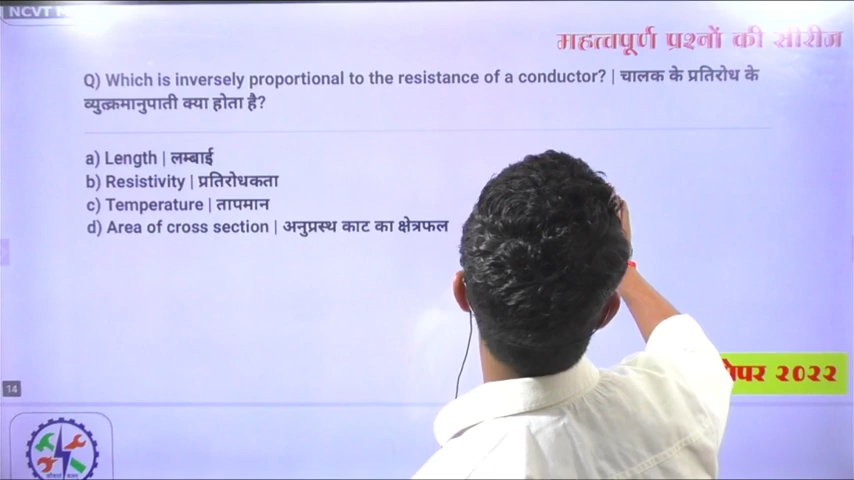 NCVT
महत्वपूर्ण प्रश्नों की सीरीज
Q) Which is inversely proportional to the resistance of a conductor? | चालक के प्रतिरोध के
व्युत्क्रमानुपाती क्या होता है?
a) Length | लम्बाई
b) Resistivity | प्रतिरोधकता
c) Temperature | तापमान
d) Area of cross section | अनुप्रस्थ काट का क्षेत्रफल
२०२२
14